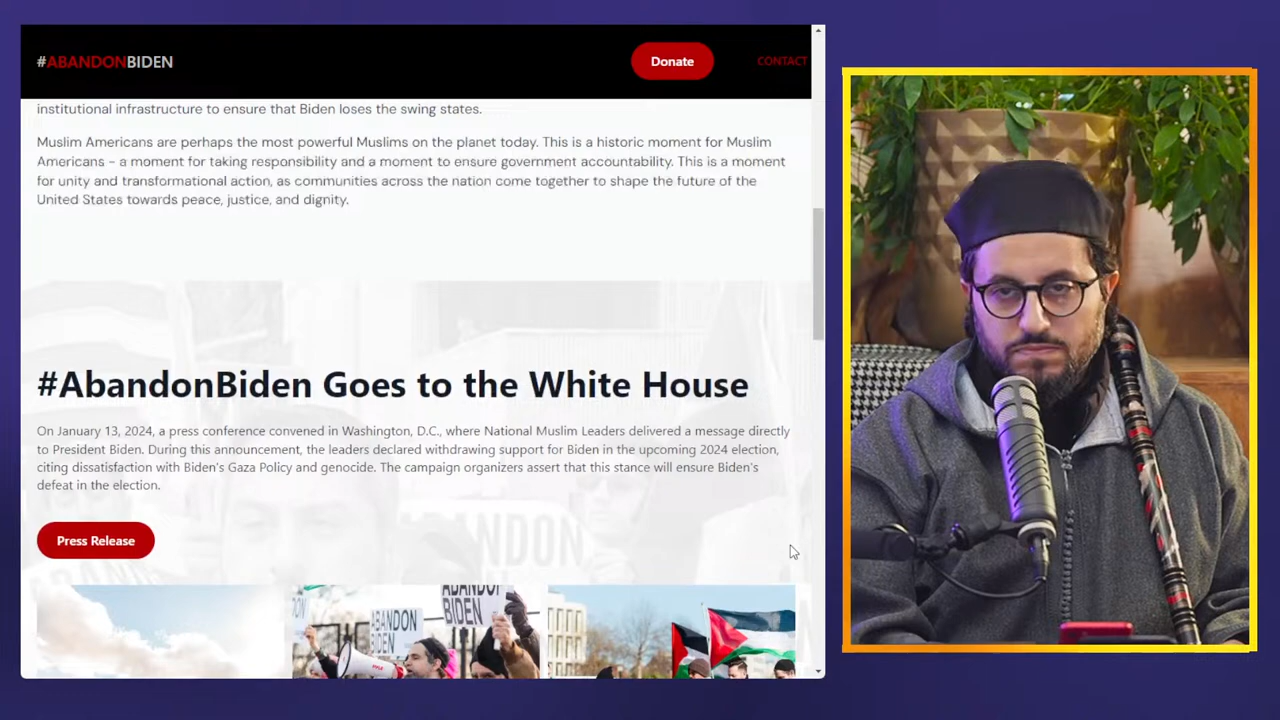 #ABANDONBIDEN
Donate
CONTACT
institutional infrastructure to ensure that Biden loses the swing states.
Muslim Americans are perhaps the most powerful Muslims on the planet today. This is a historic moment for Muslim
Americans – a moment for taking responsibility and a moment to ensure government accountability. This is a moment
for unity and transformational action, as communities across the nation come together to shape the future of the
United States towards peace, justice, and dignity.
#AbandonBiden Goes to the White House
On January 13, 2024, a press conference convened in Washington, D.C., where National Muslim Leaders delivered a message directly
to President Biden. During this announcement, the leaders declared withdrawing support for Biden in the upcoming 2024 election,
citing dissatisfaction with Biden's Gaza Policy and genocide. The campaign organizers assert that this stance will ensure Biden's
defeat in the election.
ABANDON
Press Release
ABANDON
BIDEN
ABANDON
BIDEN